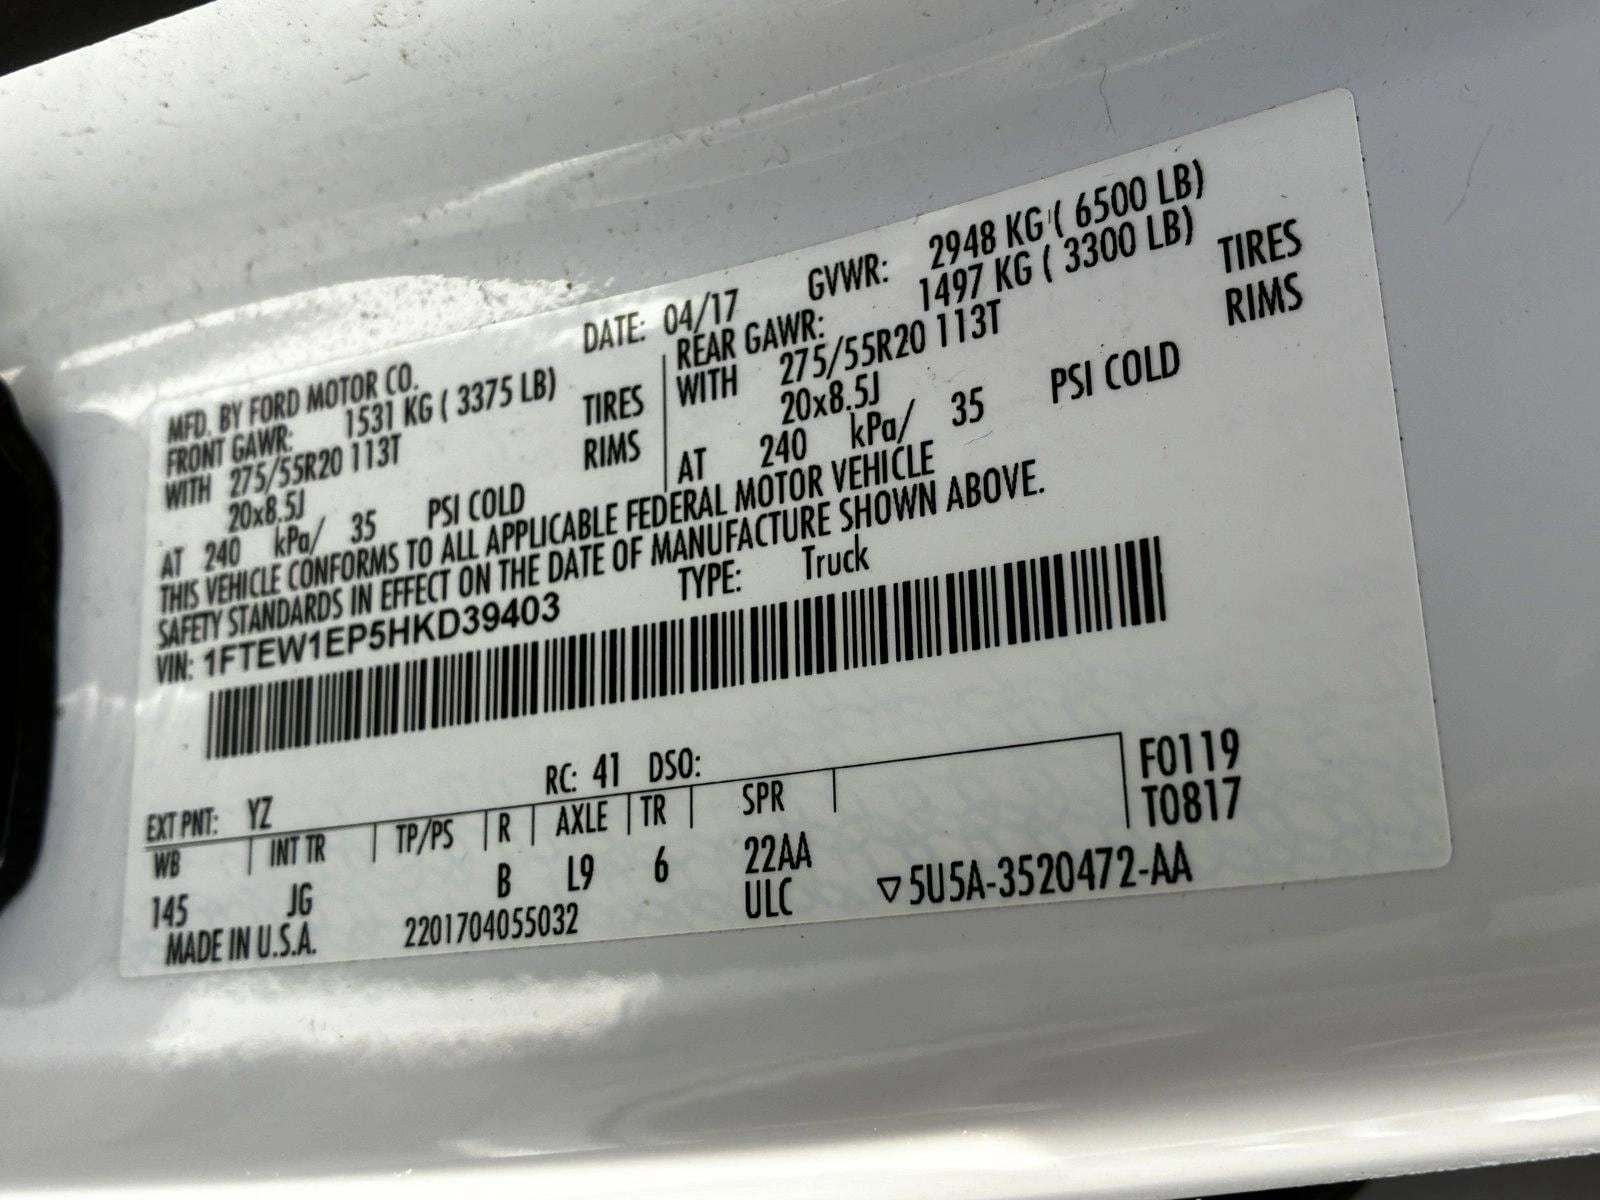 MFD. BY FORD MOTOR CO.
DATE: 04/17
GVWR: 2948 KG ( 6500 LB)
FRONT GAWR: 1531 KG ( 3375 LB)
WITH 275/55R20 113T TIRES
20x8.5J RIMS
AT 240 kPa/ 35 PSI COLD
REAR GAWR: 1497 KG ( 3300 LB)
WITH 275/55R20 113T TIRES
20x8.5J RIMS
AT 240 kPa/ 35 PSI COLD
THIS VEHICLE CONFORMS TO ALL APPLICABLE FEDERAL MOTOR VEHICLE
SAFETY STANDARDS IN EFFECT ON THE DATE OF MANUFACTURE SHOWN ABOVE.
VIN: 1FTEW1EP5HKD39403
TYPE: Truck
EXT PNT: YZ RC: 41 DSO:
WB INT TR TP/PS R AXLE TR SPR
145 JG B L9 6 22AA
F0119
T0817
MADE IN U.S.A. 2201704055032 ULC ▽5U5A-3520472-AA